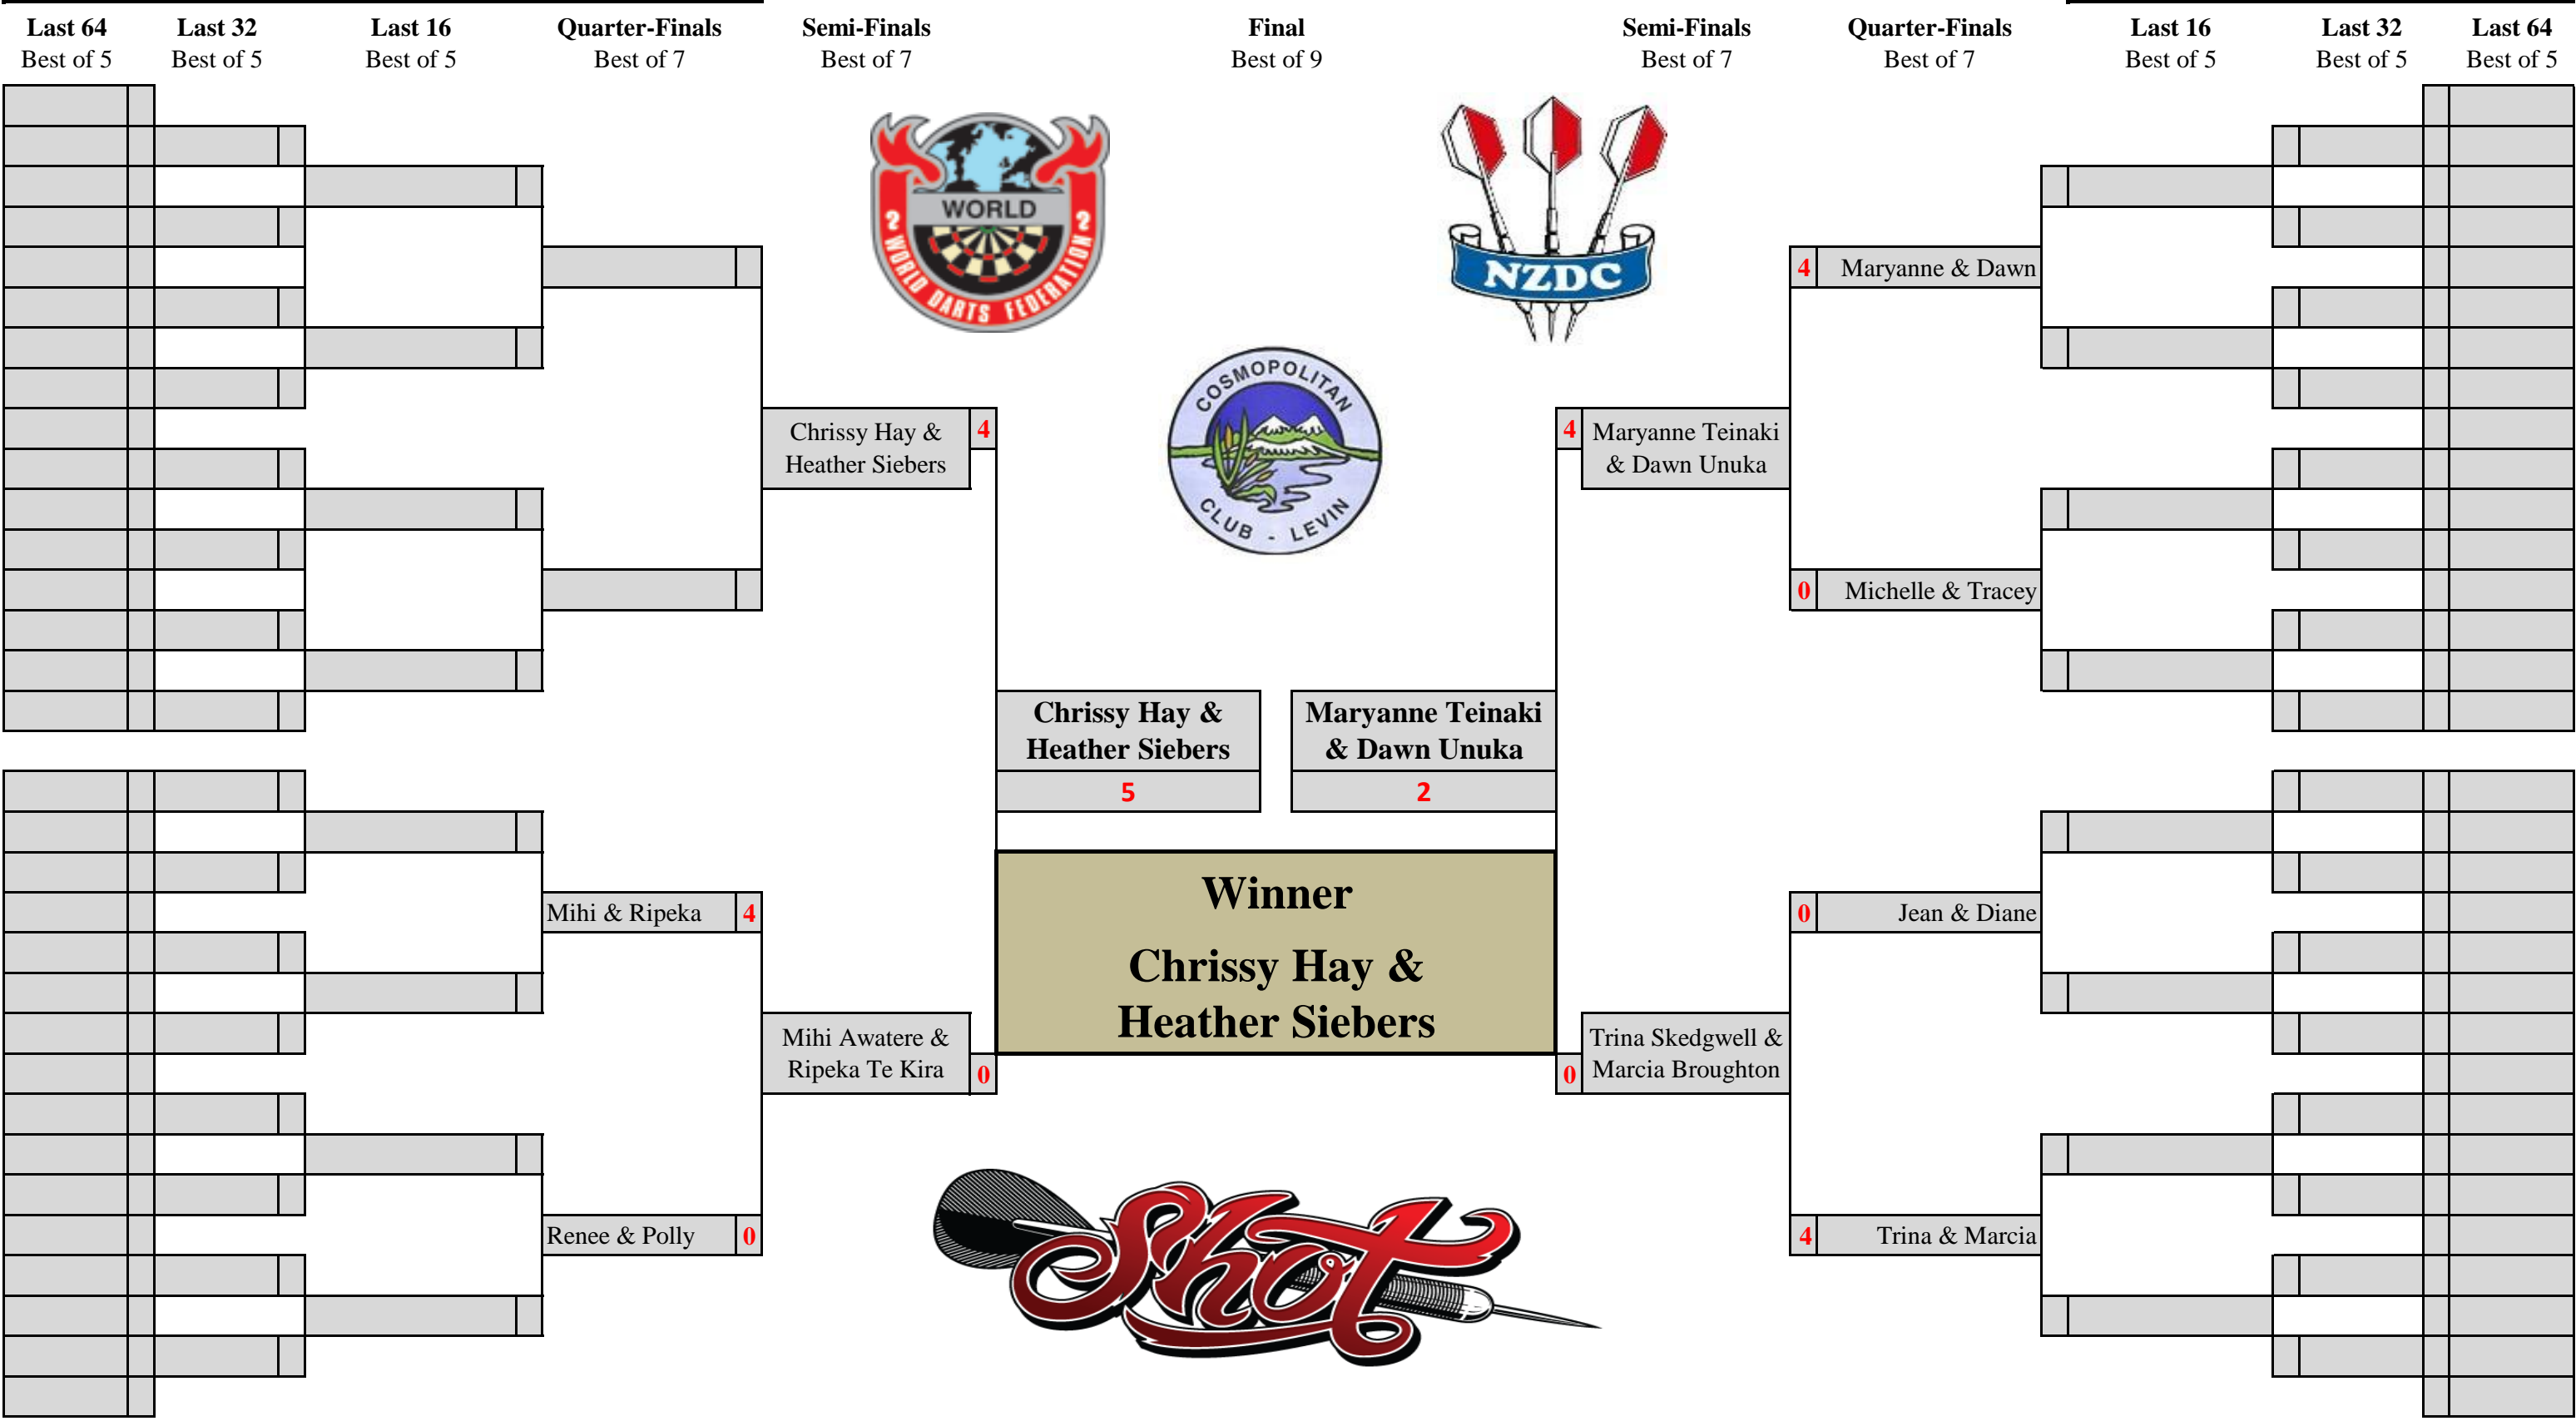 Last 64
Best of 5
Last 32
Best of 5
Last 16
Best of 5
Quarter-Finals
Best of 7
Semi-Finals
Best of 7
Final
Best of 9
Semi-Finals
Best of 7
Quarter-Finals
Best of 7
Last 16
Best of 5
Last 32
Best of 5
Last 64
Best of 5
WORLD
2 WORLD DARTS FEDERATION 2
NZDC
COSMOPOLITAN
CLUB - LEVIN
4 Maryanne & Dawn
Chrissy Hay & 4
Heather Siebers
4 Maryanne Teinaki
& Dawn Unuka
0 Michelle & Tracey
Chrissy Hay &
Heather Siebers
5
Maryanne Teinaki
& Dawn Unuka
2
Winner
Chrissy Hay &
Heather Siebers
Mihi & Ripeka 4
0 Jean & Diane
Mihi Awatere &
Ripeka Te Kira 0
Trina Skedgwell &
0 Marcia Broughton
Renee & Polly 0
4 Trina & Marcia
Shot